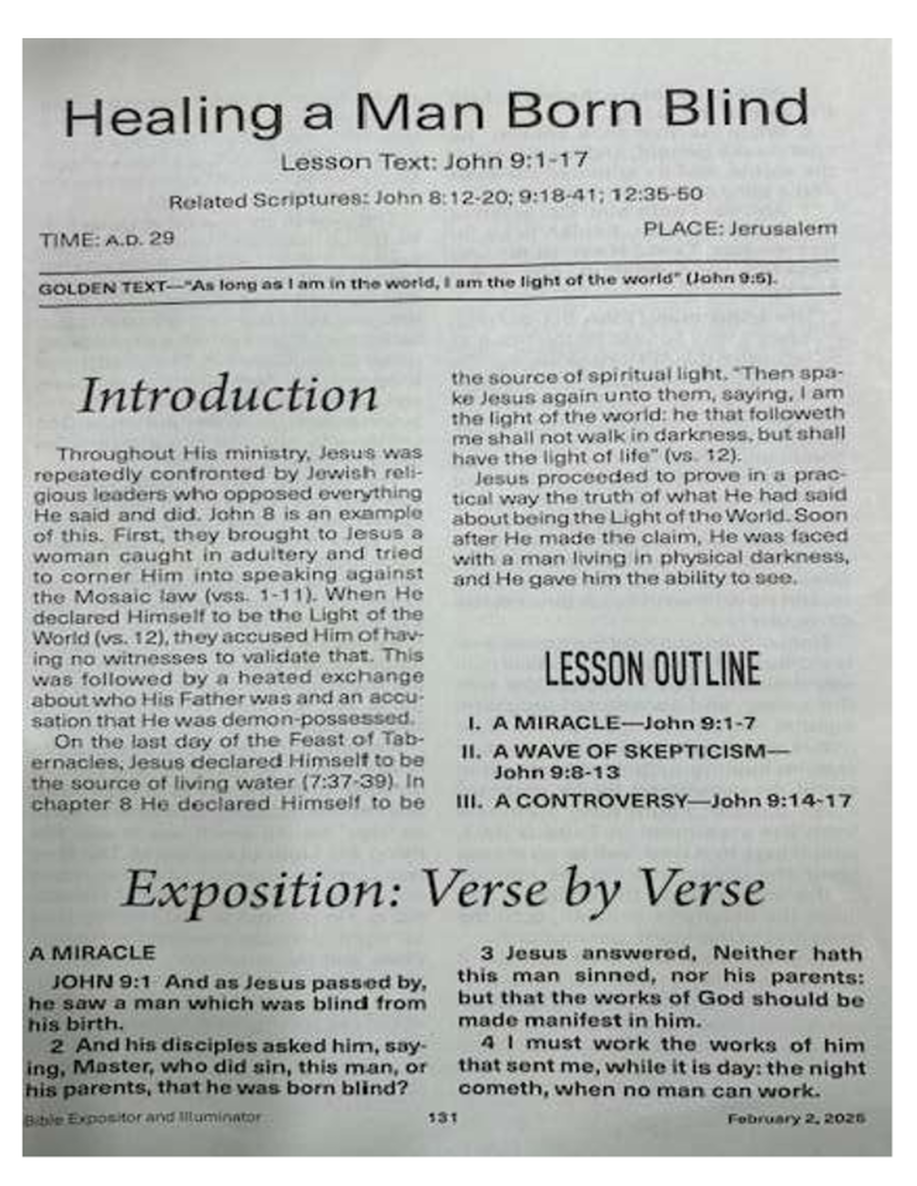 Healing a Man Born Blind
Lesson Text: John 9:1-17
Related Scriptures: John 8:12-20; 9:18-41; 12:35-50
TIME: A.D. 29
PLACE: Jerusalem
GOLDEN TEXT—"As long as I am in the world, I am the light of the world" (John 9:5).
Introduction
Throughout His ministry, Jesus was
repeatedly confronted by Jewish reli-
gious leaders who opposed everything
He said and did. John 8 is an example
of this. First, they brought to Jesus a
woman caught in adultery and tried
to corner Him into speaking against
the Mosaic law (vss. 1-11). When He
declared Himself to be the Light of the
World (vs. 12), they accused Him of hav-
ing no witnesses to validate that. This
was followed by a heated exchange
about who His Father was and an accu-
sation that He was demon-possessed.
On the last day of the Feast of Tab-
ernacles, Jesus declared Himself to be
the source of living water (7:37-39). In
chapter 8 He declared Himself to be
the source of spiritual light. "Then spa-
ke Jesus again unto them, saying, I am
the light of the world: he that followeth
me shall not walk in darkness, but shall
have the light of life" (vs. 12).
Jesus proceeded to prove in a prac-
tical way the truth of what He had said
about being the Light of the World. Soon
after He made the claim, He was faced
with a man living in physical darkness,
and He gave him the ability to see.
LESSON OUTLINE
I. A MIRACLE—John 9:1-7
II. A WAVE OF SKEPTICISM—
John 9:8-13
III. A CONTROVERSY—John 9:14-17
Exposition: Verse by Verse
A MIRACLE
JOHN 9:1 And as Jesus passed by,
he saw a man which was blind from
his birth.
2 And his disciples asked him, say-
ing, Master, who did sin, this man, or
his parents, that he was born blind?
3 Jesus answered, Neither hath
this man sinned, nor his parents:
but that the works of God should be
made manifest in him.
4 I must work the works of him
that sent me, while it is day: the night
cometh, when no man can work.
Bible Expositor and Illuminator
131
February 2, 2025